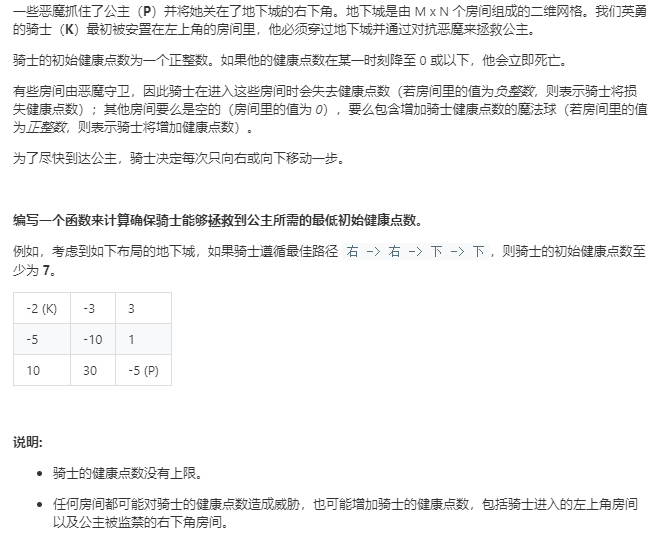 一些恶魔抓住了公主（P）并将她关在了地下城的右下角。地下城是由 M x N 个房间组成的二维网格。我们英勇
的骑士（K）最初被安置在左上角的房间里，他必须穿过地下城并通过对抗恶魔来拯救公主。
骑士的初始健康点数为一个正整数。如果他的健康点数在某一时刻降至 0 或以下，他会立即死亡。
有些房间由恶魔守卫，因此骑士在进入这些房间时会失去健康点数（若房间里的值为负整数，则表示骑士将损
失健康点数）；其他房间要么是空的（房间里的值为 0），要么包含增加骑士健康点数的魔法球（若房间里的值
为正整数，则表示骑士将增加健康点数）。
为了尽快到达公主，骑士决定每次只向右或向下移动一步。
编写一个函数来计算确保骑士能够拯救到公主所需的最低初始健康点数。
例如，考虑到如下布局的地下城，如果骑士遵循最佳路径 右 -> 右 -> 下 -> 下，则骑士的初始健康点数至
少为 7。
-2 (K) -3 3
-5 -10 1
10 30 -5 (P)
说明:
• 骑士的健康点数没有上限。
• 任何房间都可能对骑士的健康点数造成威胁，也可能增加骑士的健康点数，包括骑士进入的左上角房间
以及公主被监禁的右下角房间。